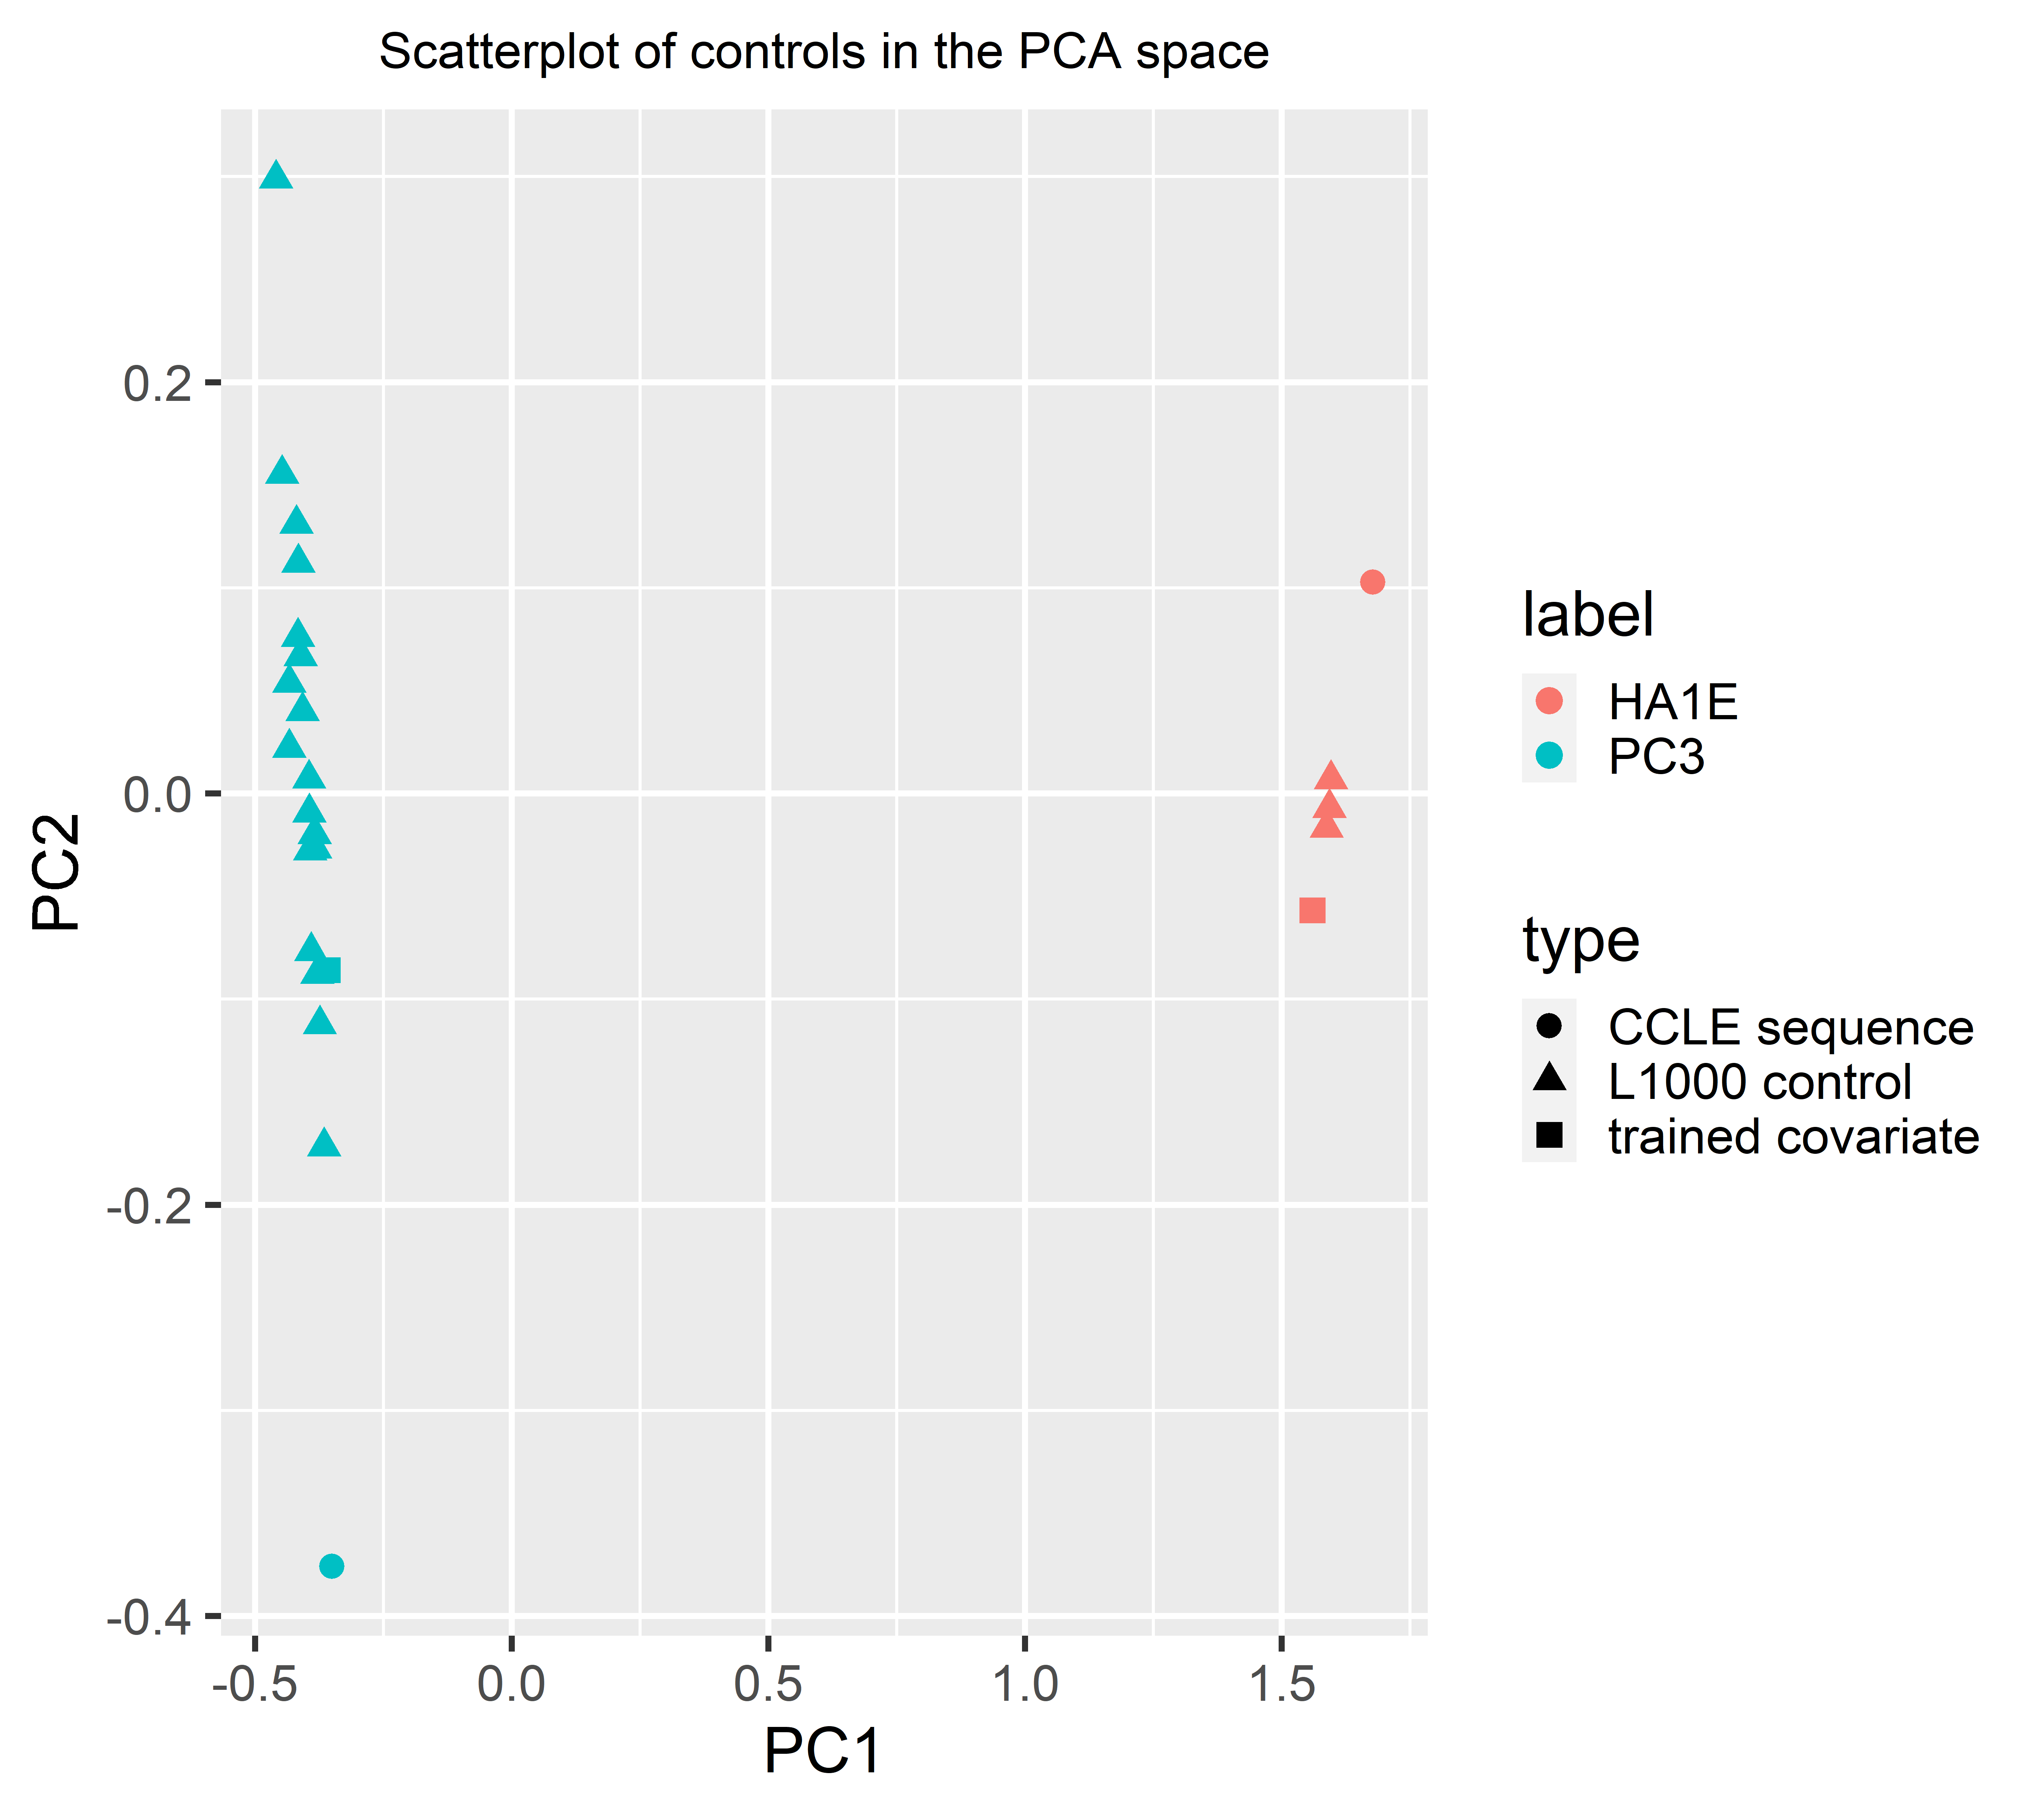 Scatterplot of controls in the PCA space
0.2
0.0
-0.2
-0.4
PC2
-0.5 0.0 0.5 1.0 1.5
PC1
label
HA1E
PC3
type
CCLE sequence
L1000 control
trained covariate